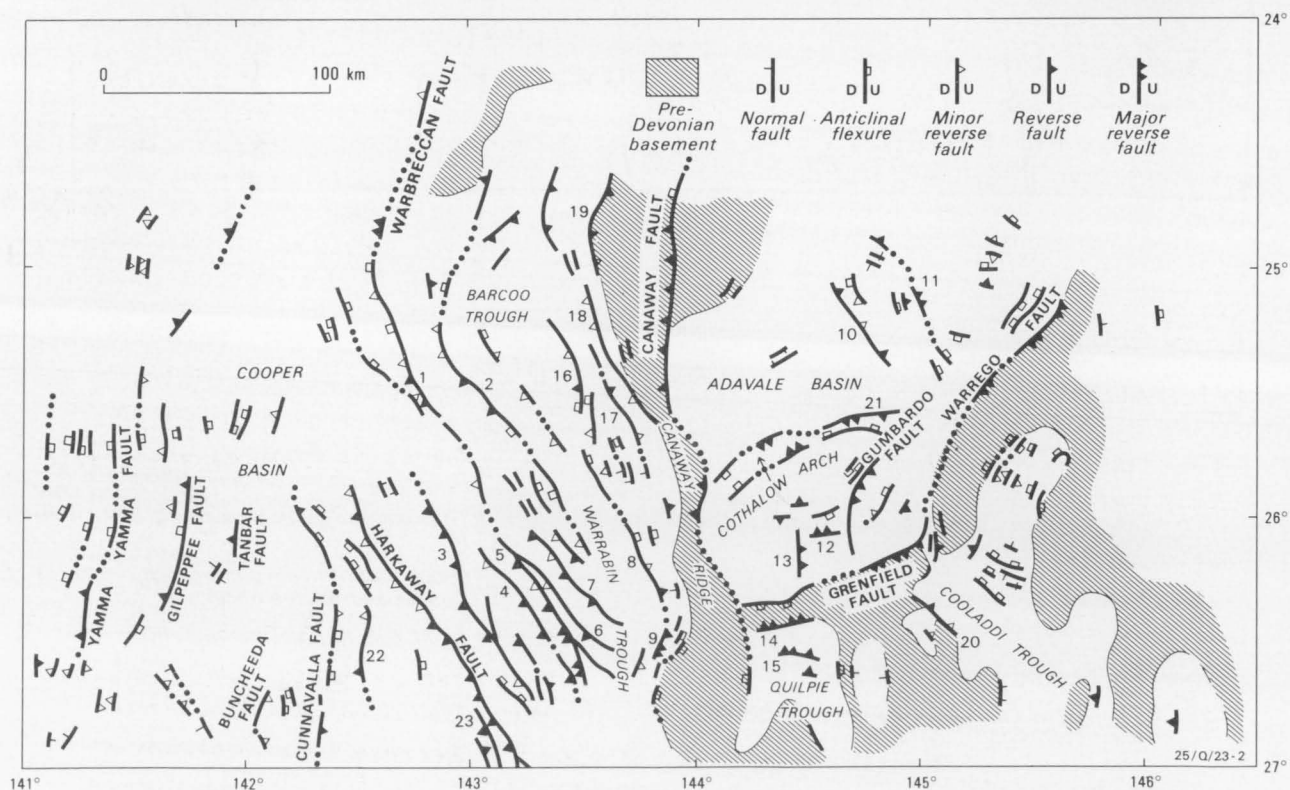 24°
0
100 km
D U
D U
D U
D U
D U
Pre-
Devonian
basement
Normal
fault
Anticlinal
flexure
Minor
reverse
fault
Reverse
fault
Major
reverse
fault
WARBRECCAN FAULT
19
CANAWAY FAULT
25°
BARCOO
TROUGH
18
11
10
WARREGO FAULT
COOPER
1
2
16
17
ADAVALE BASIN
21
GUMBARDO
FAULT
YAMMA FAULT
BASIN
CANAWAY RIDGE
COTHALOW ARCH
GILPEPPEE FAULT
TANBAR
FAULT
HARKAWAY FAULT
3
5
4
WARRABIN TROUGH
7
6
8
9
12
13
26°
GRENFIELD
FAULT
COOLADDI TROUGH
20
14
15
QUILPIE
TROUGH
YAMMA
BUNCHEEDA
FAULT
CUNNAVALLA FAULT
22
23
25/Q/23-2
27°
141°
142°
143°
144°
145°
146°